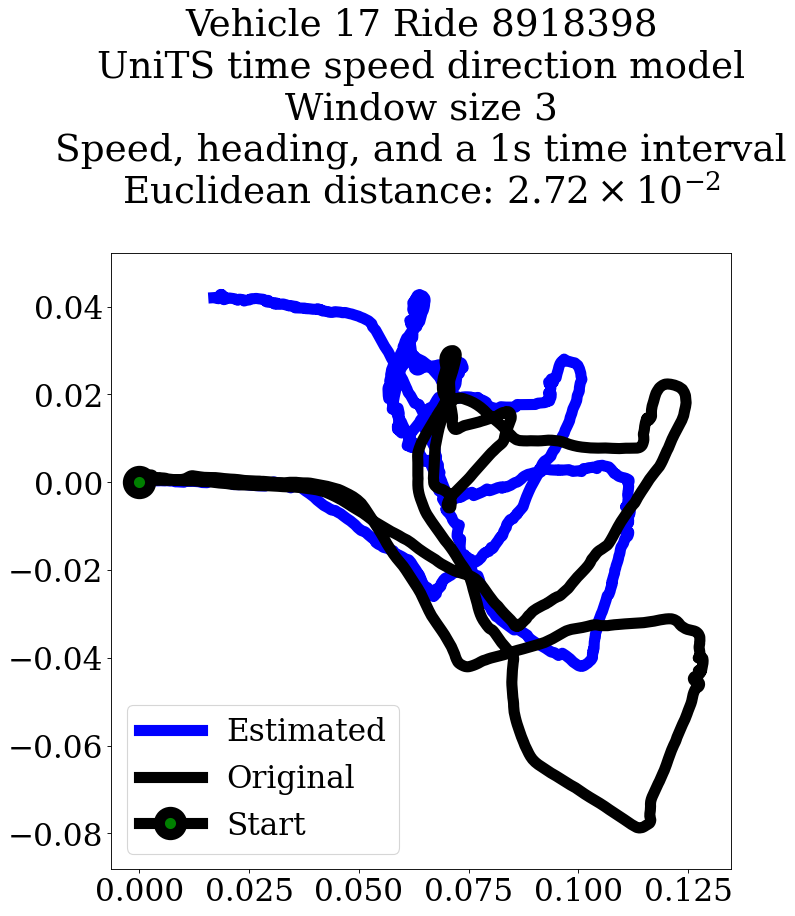 Vehicle 17 Ride 8918398
UniTS time speed direction model
Window size 3
Speed, heading, and a 1s time interval
Euclidean distance: 2.72 × 10⁻²
0.04
0.02
0.00
−0.02
−0.04
−0.06
−0.08
Estimated
Original
Start
0.000 0.025 0.050 0.075 0.100 0.125